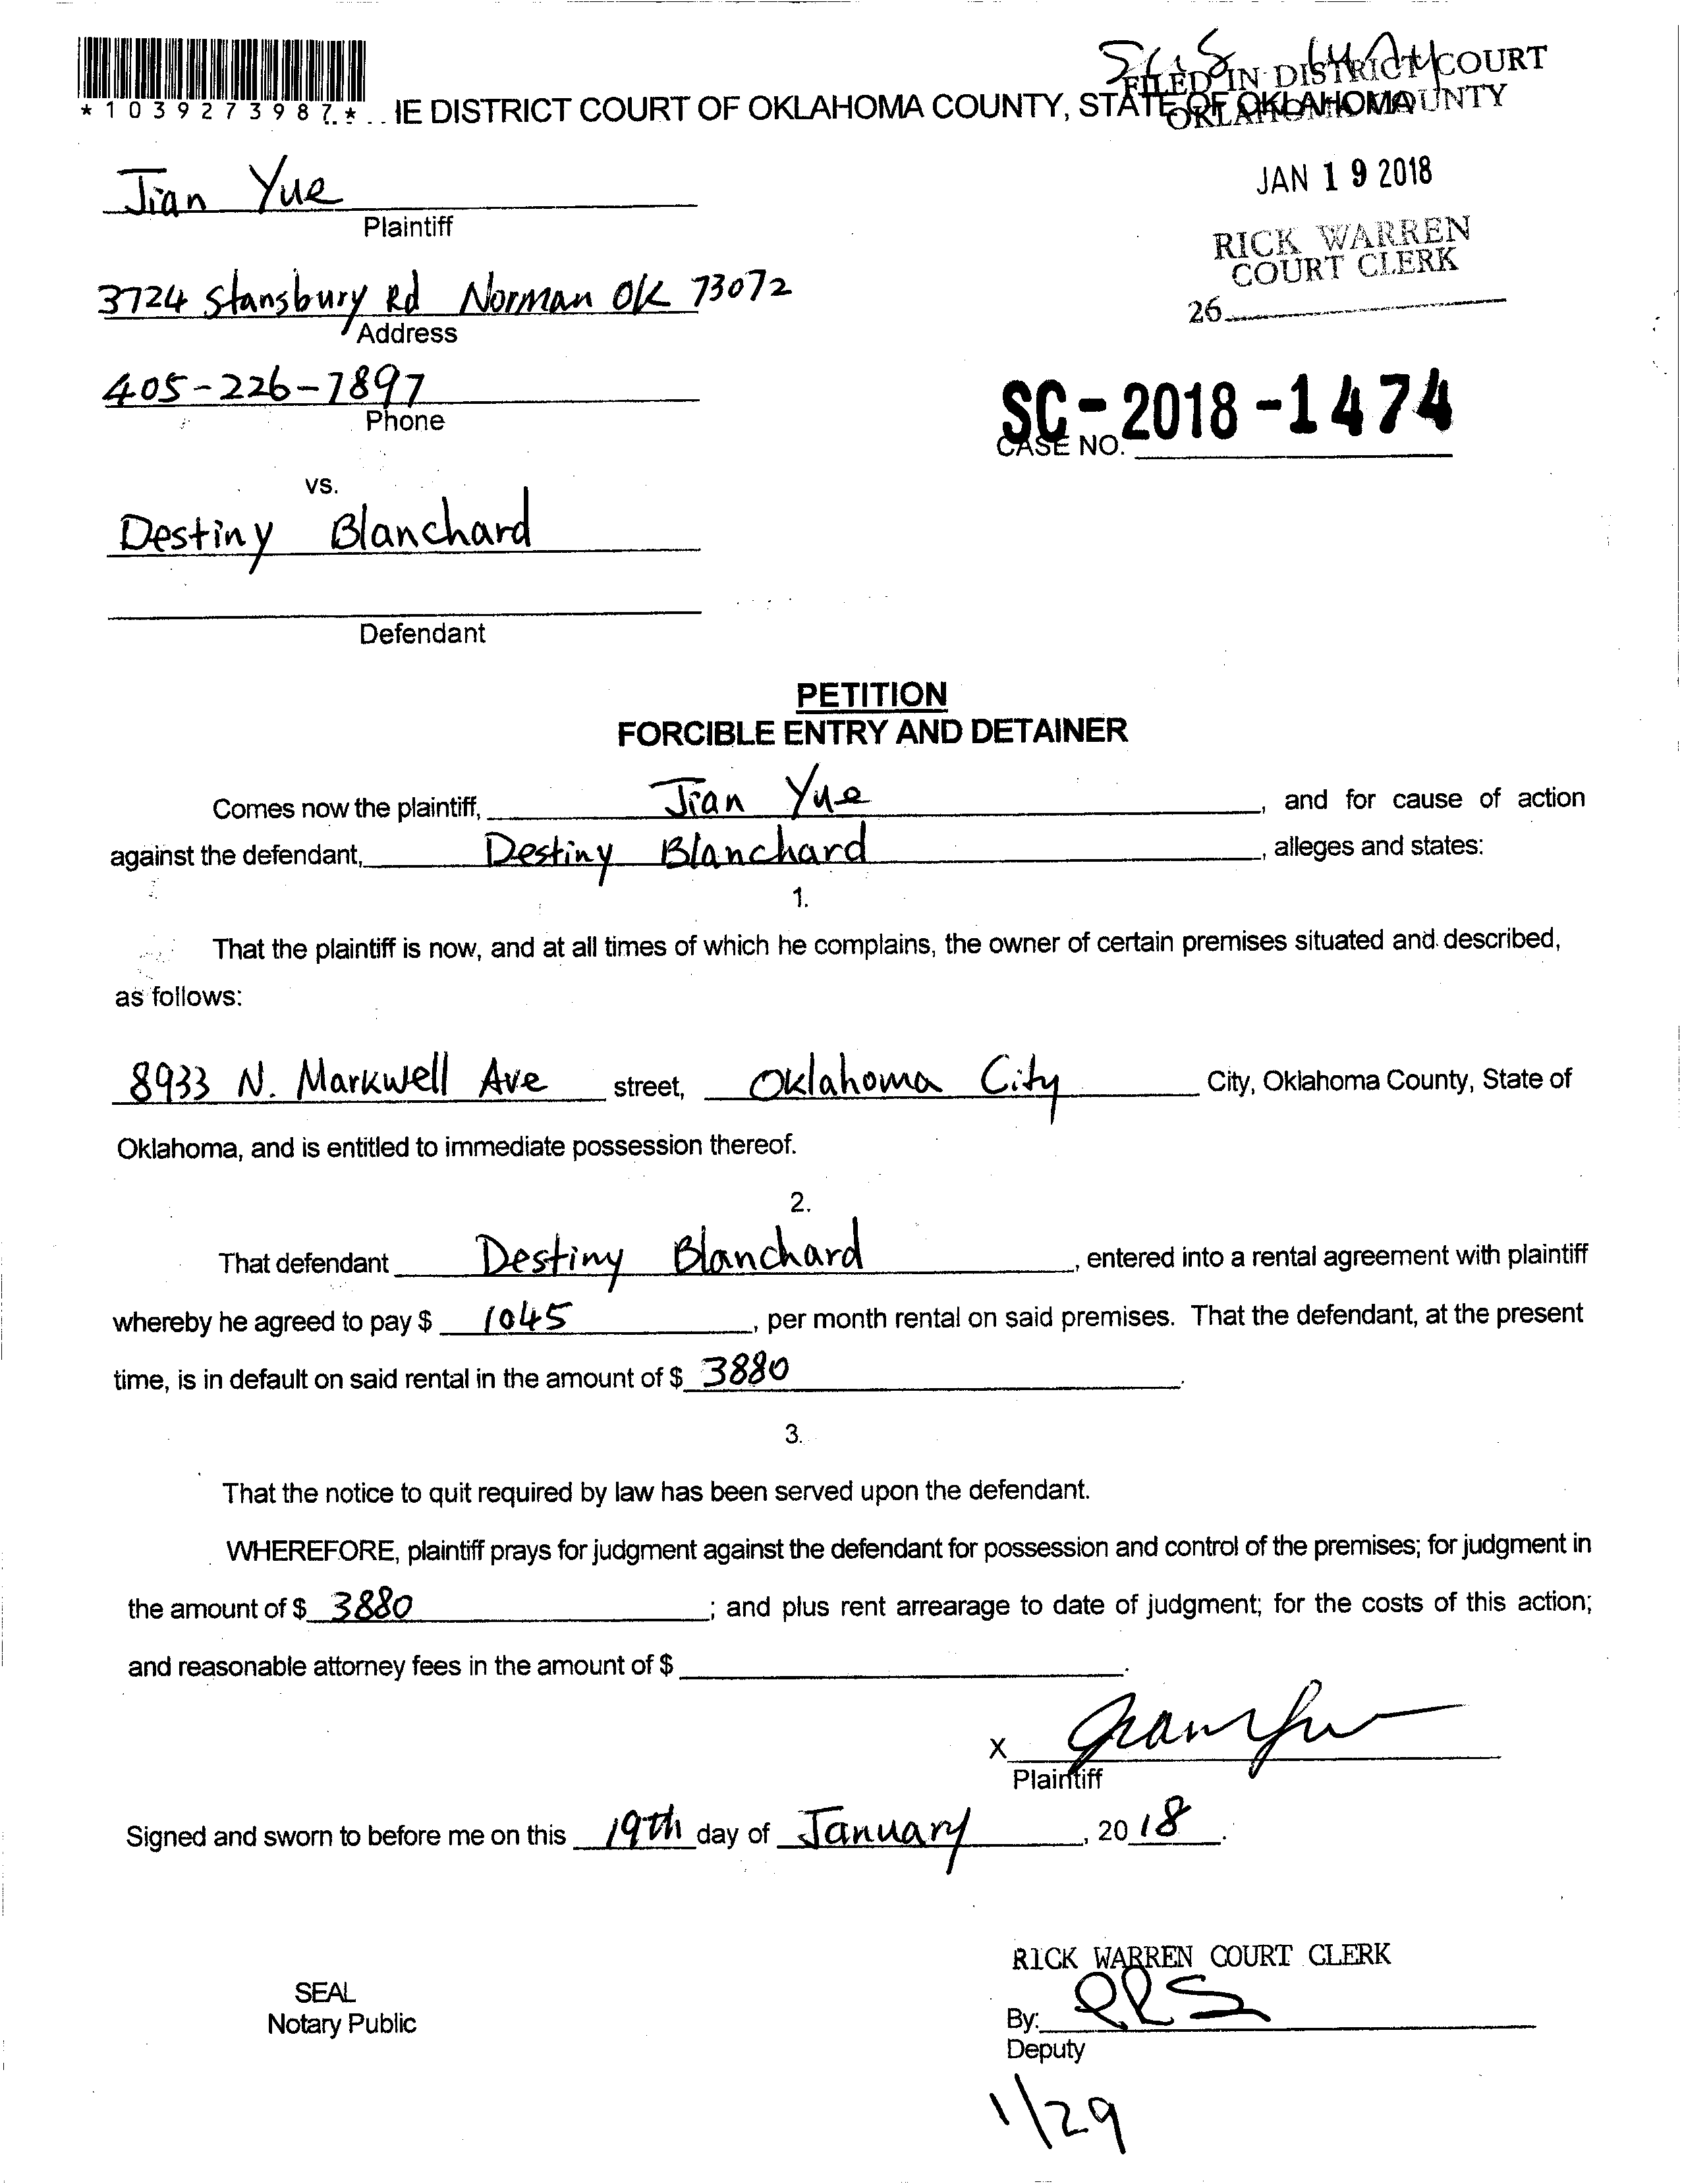 FILED IN DISTRICT COURT
*1039273987.* IE DISTRICT COURT OF OKLAHOMA COUNTY, STATE OF OKLAHOMA
OKLAHOMA COUNTY
Jian Yue
JAN 19 2018
Plaintiff
RICK WARREN
COURT CLERK
3724 Stansbury Rd Norman OK 73072
26
Address
405-226-7897
Phone
SC-2018-1474
CASE NO.
vs.
Destiny Blanchard
Defendant
PETITION
FORCIBLE ENTRY AND DETAINER
Comes now the plaintiff, Jian Yue, and for cause of action
against the defendant, Destiny Blanchard, alleges and states:
1.
That the plaintiff is now, and at all times of which he complains, the owner of certain premises situated and described,
as follows:
8933 N. Markwell Ave street, Oklahoma City City, Oklahoma County, State of
Oklahoma, and is entitled to immediate possession thereof.
2.
That defendant Destiny Blanchard, entered into a rental agreement with plaintiff
whereby he agreed to pay $ 1045, per month rental on said premises. That the defendant, at the present
time, is in default on said rental in the amount of $ 3880.
3.
That the notice to quit required by law has been served upon the defendant.
WHEREFORE, plaintiff prays for judgment against the defendant for possession and control of the premises; for judgment in
the amount of $ 3880; and plus rent arrearage to date of judgment; for the costs of this action;
and reasonable attorney fees in the amount of $.
X
Plaintiff
Signed and sworn to before me on this 19th day of January, 2018.
RICK WARREN COURT CLERK
SEAL
Notary Public
By:
Deputy
1/29